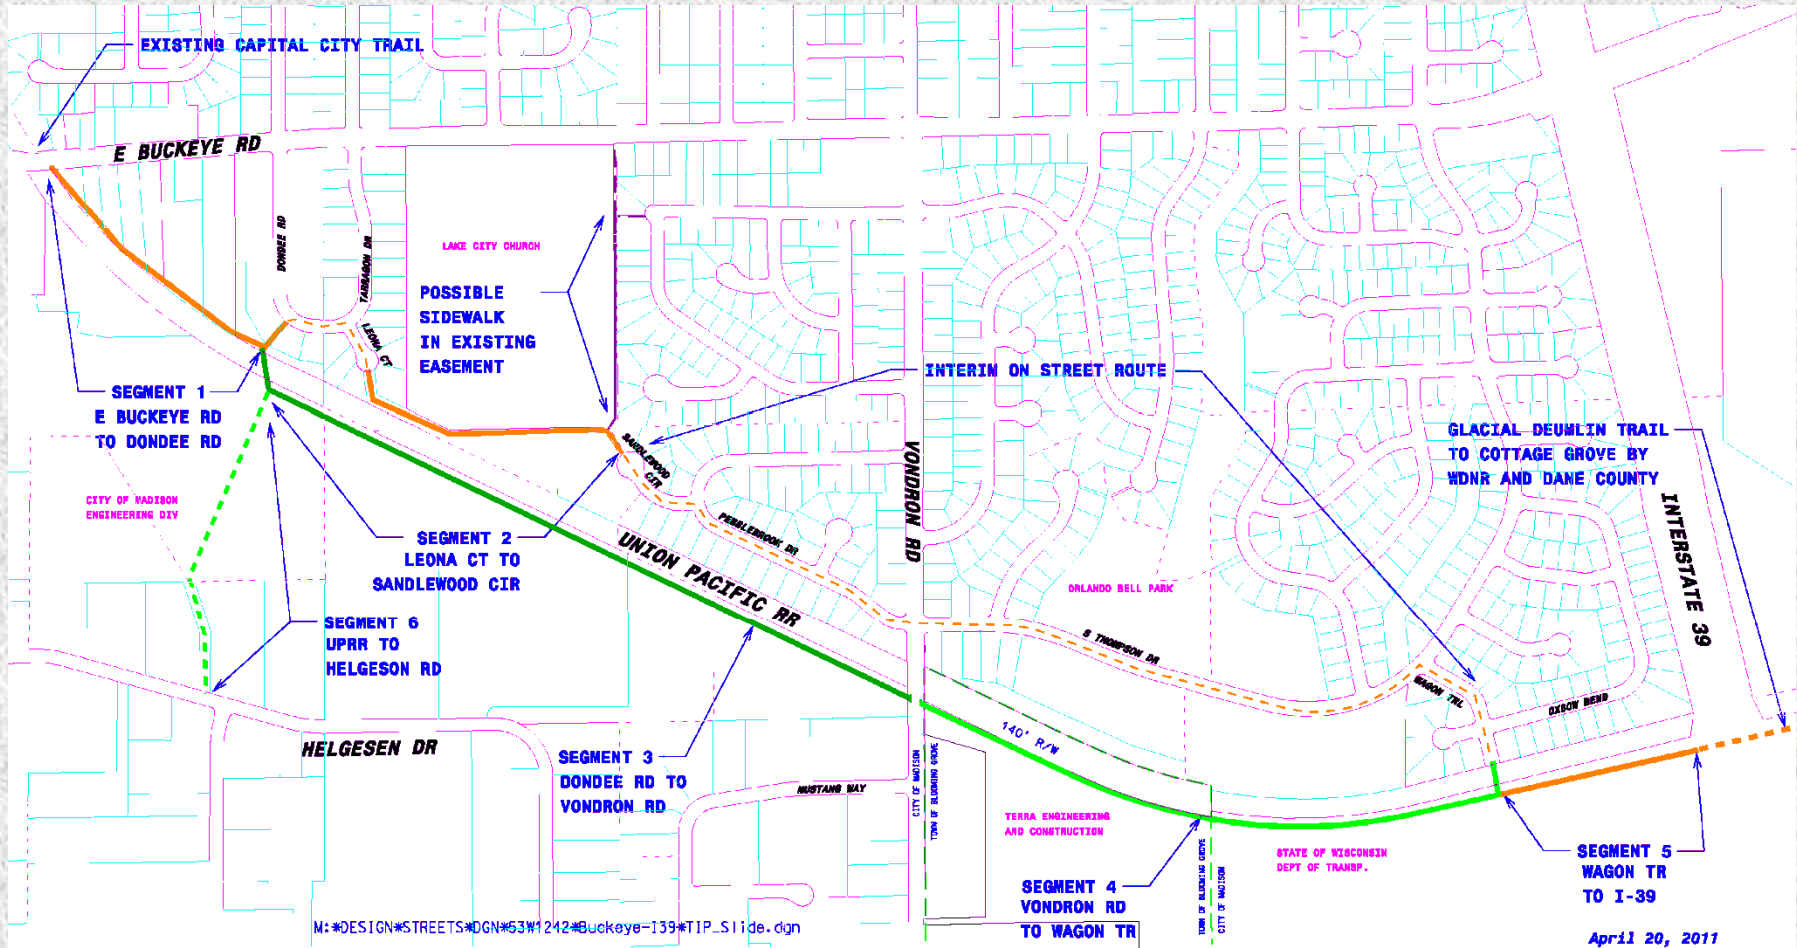 EXISTING CAPITAL CITY TRAIL
E BUCKEYE RD
DONDEE RD
TARRAGON DR
LAKE CITY CHURCH
POSSIBLE
SIDEWALK
IN EXISTING
EASEMENT
LEONA CT
SEGMENT 1
E BUCKEYE RD
TO DONDEE RD
INTERIM ON STREET ROUTE
SANDLEWOOD
CIR
VONDRON RD
GLACIAL DEUMLIN TRAIL
TO COTTAGE GROVE BY
WDNR AND DANE COUNTY
INTERSTATE 39
CITY OF MADISON
ENGINEERING DIV
SEGMENT 2
LEONA CT TO
SANDLEWOOD CIR
PEBBLEBROOK DR
UNION PACIFIC RR
ORLANDO BELL PARK
SEGMENT 6
UPRR TO
HELGESON RD
S THOMPSON DR
WAGON TRL
OXBOW BEND
HELGESEN DR
140' R/W
SEGMENT 3
DONDEE RD TO
VONDRON RD
MUSTANG WAY
CITY OF MADISON
TOWN OF BLOOMING GROVE
TERRA ENGINEERING
AND CONSTRUCTION
TOWN OF BLOOMING GROVE
CITY OF MADISON
STATE OF WISCONSIN
DEPT OF TRANSP.
SEGMENT 4
VONDRON RD
TO WAGON TR
SEGMENT 5
WAGON TR
TO I-39
M:*DESIGN*STREETS*DGN*53W1242*Buckeye-I39*TIP_Slide.dgn
April 20, 2011